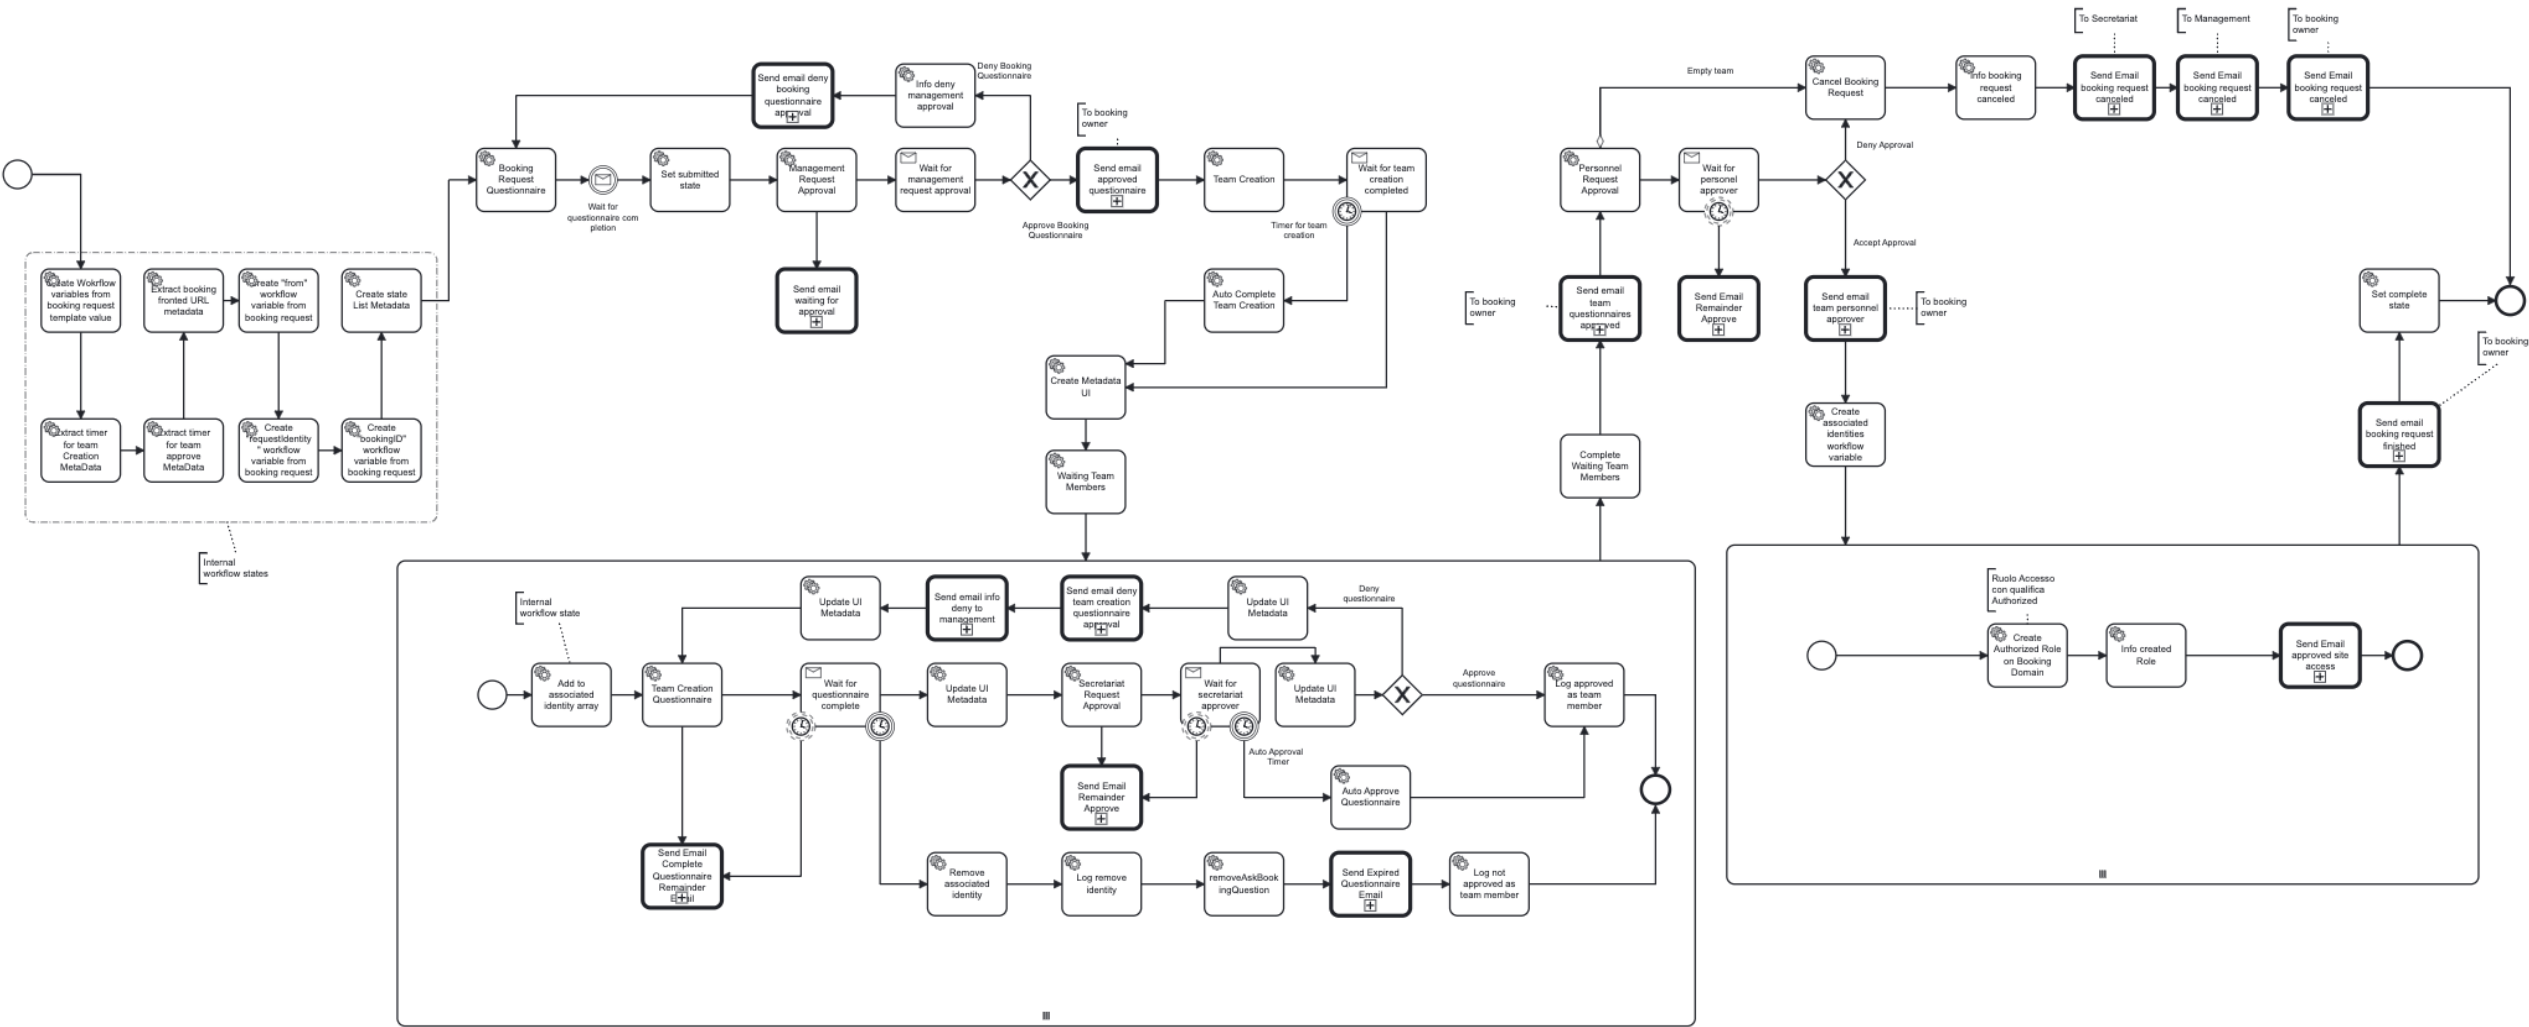 To Secretariat
To Management
To booking
owner
Send email deny
booking
questionnaire
Info deny
management
approval
Deny Booking
Questionnaire
To booking
owner
Empty team
Cancel Booking
Request
Info booking
request
canceled
Send Email
booking request
canceled
Send Email
booking request
canceled
Send Email
booking request
canceled
Booking
Request
Questionnaire
Wait for
questionnaire com
pletion
Set submitted
state
Management
Request
Approval
Wait for
management
request approval
X
Approve Booking
Questionnaire
Send email
approved
questionnaire
Team Creation
Wait for team
creation
completed
Timer for team
creation
Personnel
Request
Approval
Wait for
personel
approver
X
Deny Approval
Accept Approval
Wokrflow
variables from
booking request
template value
Extract booking
fronted URL
metadata
"from"
workflow
variable from
booking request
Create state
List Metadata
Send email
waiting for
approval
Auto Complete
Team Creation
To booking
owner
Send email
team
questionnaires
Send Email
Remainder
Approve
Send email
team personnel
approver
To booking
owner
Set complete
state
To booking
owner
Create Metadata
UI
Extract timer
for team
Creation
MetaData
Extract timer
for team
approve
MetaData
Create
requestIdentity
" workflow
variable from
booking request
Create
bookingID"
workflow
variable from
booking request
Waiting Team
Members
Complete
Waiting Team
Members
Create
associated
identities
workflow
variable
Send email
booking request
finished
Internal
workflow states
Internal
workflow state
Update UI
Metadata
Send email info
deny to
management
Send email deny
team creation
questionnaire
Update UI
Metadata
Deny
questionnaire
Add to
associated
identity array
Team Creation
Questionnaire
Wait for
questionnaire
complete
Update UI
Metadata
Secretariat
Request
Approval
Wait for
secretariat
approver
Update UI
Metadata
X
Approve
questionnaire
Log approved
as team
member
Auto Approval
Timer
Send Email
Remainder
Approve
Auto Approve
Questionnaire
Send Email
Complete
Questionnaire
Remainder
Remove
associated
identity
Log remove
identity
removeAskBook
ingQuestion
Send Expired
Questionnaire
Email
Log not
approved as
team member
Ruolo Accesso
con qualifica
Authorized
Create
Authorized Role
on Booking
Domain
Info created
Role
Send Email
approved site
access